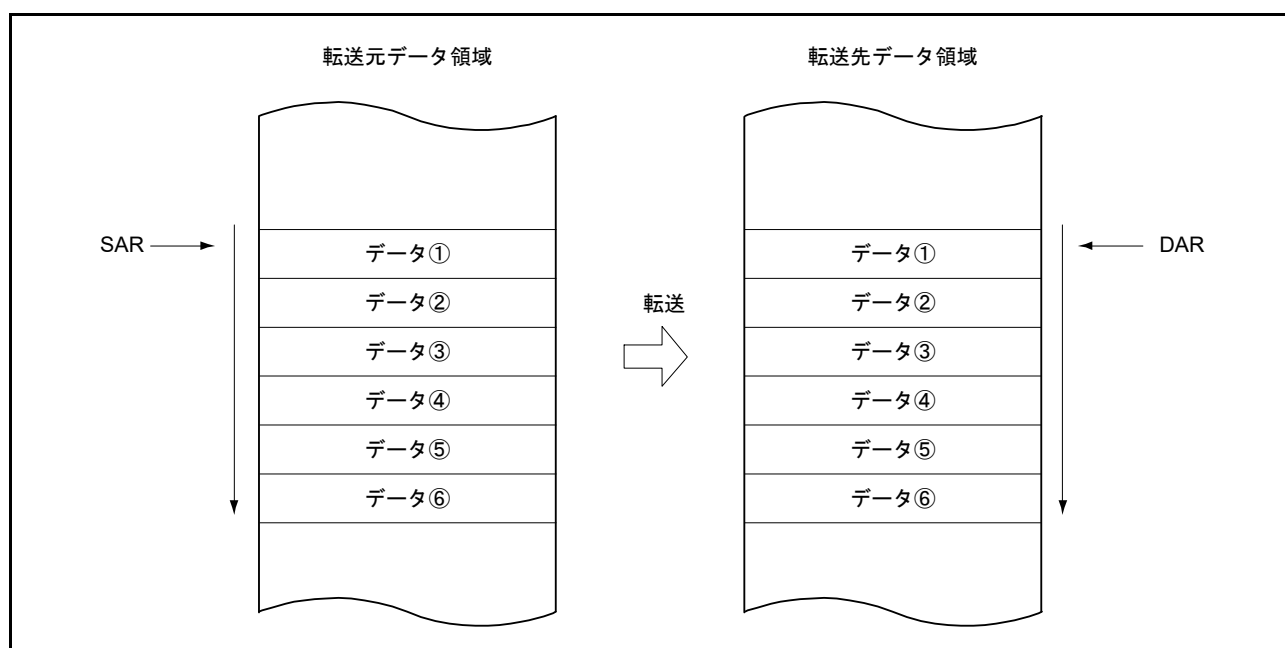 転送元データ領域
転送先データ領域
SAR
データ①
データ②
データ③
データ④
データ⑤
データ⑥
転送
データ①
データ②
データ③
データ④
データ⑤
データ⑥
DAR